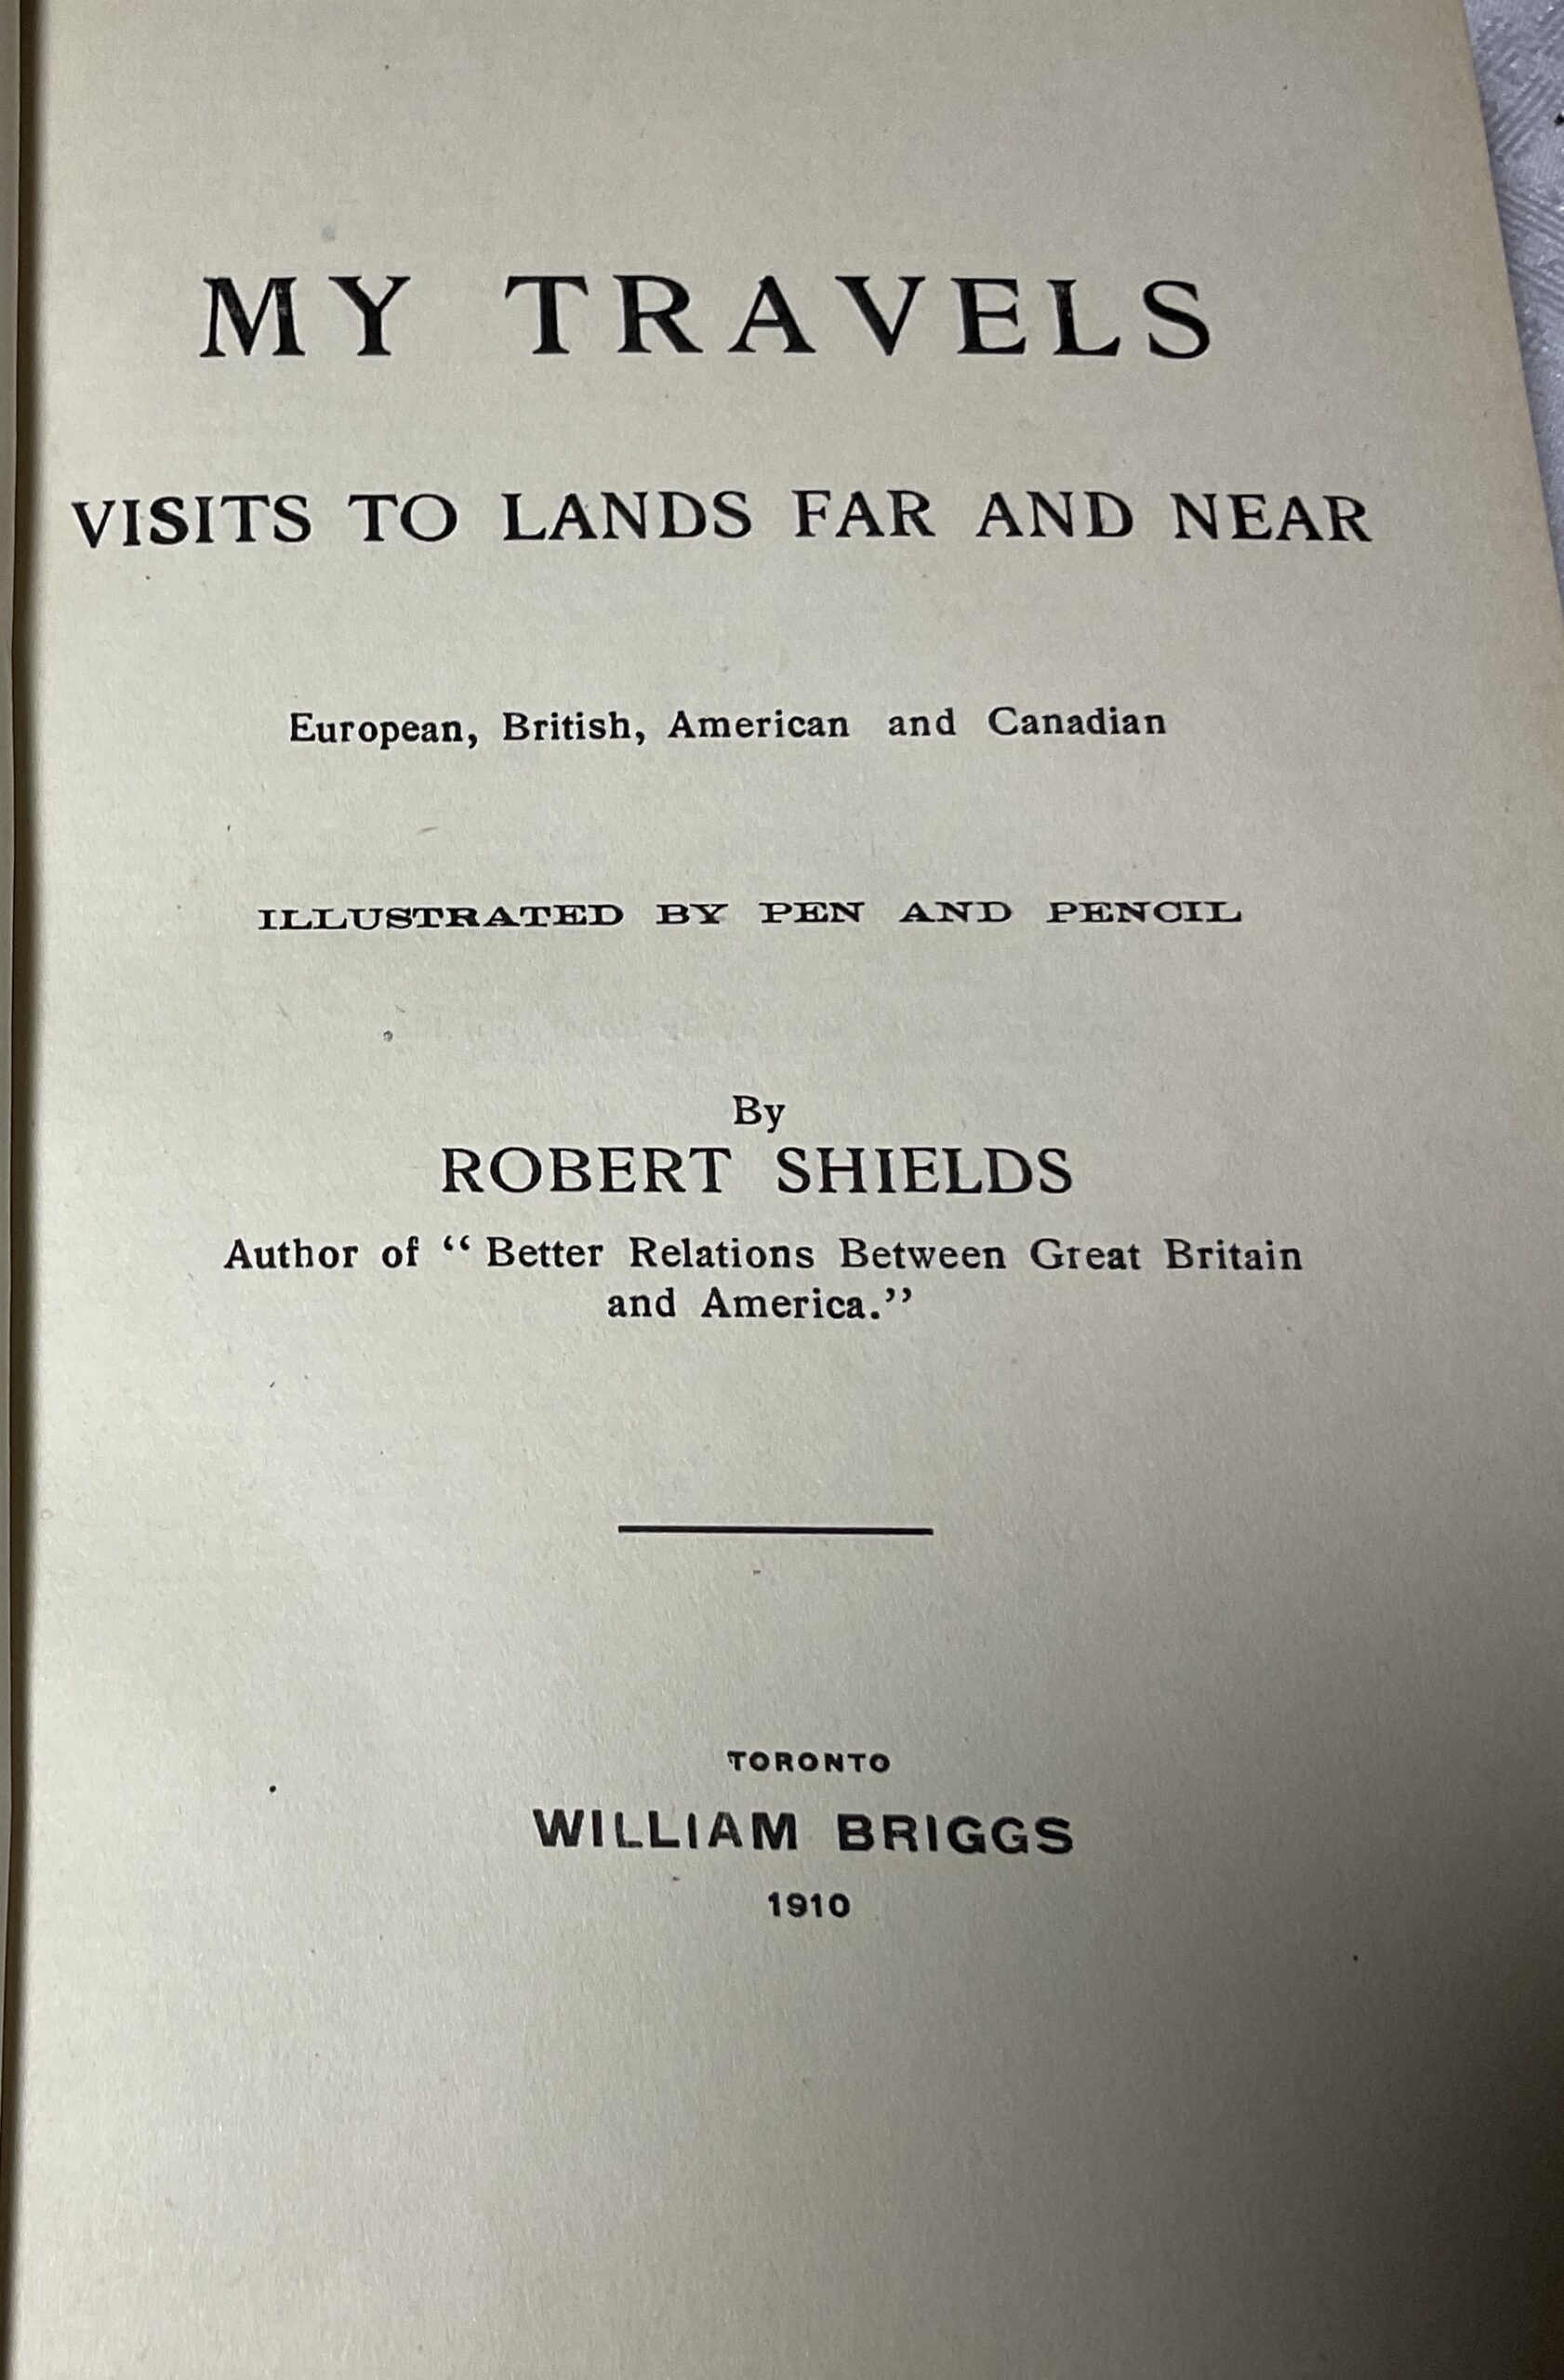 MY TRAVELS
VISITS TO LANDS FAR AND NEAR
European, British, American and Canadian
ILLUSTRATED BY PEN AND PENCIL
By
ROBERT SHIELDS
Author of “ Better Relations Between Great Britain
and America.”
TORONTO
WILLIAM BRIGGS
1910